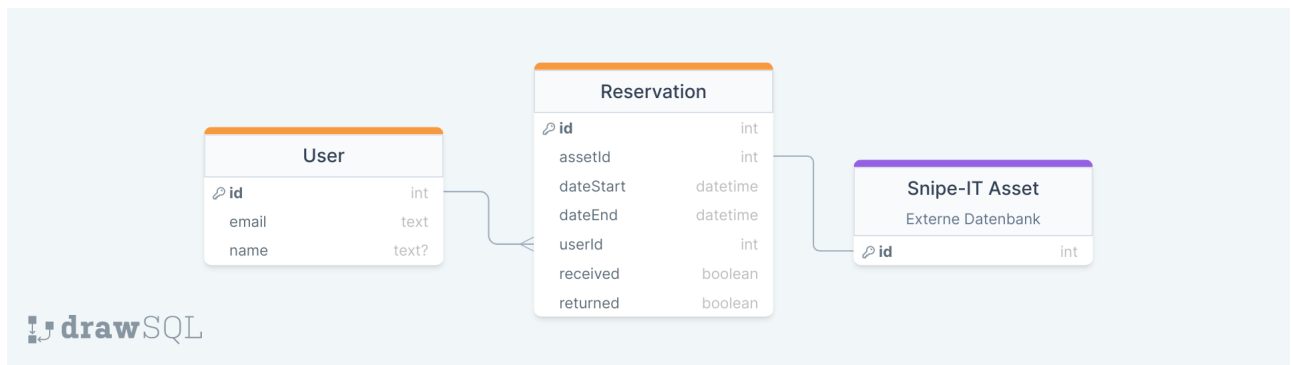 User
id int
email text
name text?
Reservation
id int
assetId int
dateStart datetime
dateEnd datetime
userId int
received boolean
returned boolean
Snipe-IT Asset
Externe Datenbank
id int
drawSQL